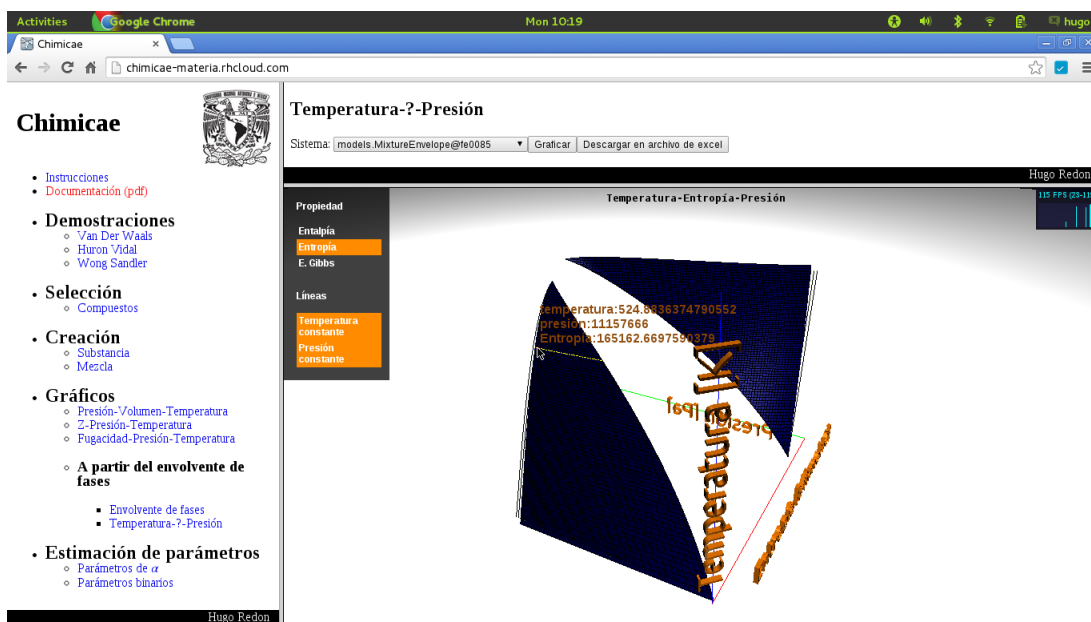 Activities
Google Chrome
Mon 10:19
hugo
Chimicae
chimicae-materia.rhcloud.com
Chimicae
Instrucciones
Documentación (pdf)
Demostraciones
Van Der Waals
Huron Vidal
Wong Sandler
Selección
Compuestos
Creación
Substancia
Mezcla
Gráficos
Presión-Volumen-Temperatura
Z-Presión-Temperatura
Fugacidad-Presión-Temperatura
A partir del envolvente de
fases
Envolvente de fases
Temperatura-?-Presión
Estimación de parámetros
Parámetros de α
Parámetros binarios
Hugo Redon
Temperatura-?-Presión
Sistema: models.MixtureEnvelope@fe0085 Graficar Descargar en archivo de excel
Hugo Redon
Propiedad
Entalpía
Entropía
E. Gibbs
Líneas
Temperatura
constante
Presión
constante
Temperatura-Entropía-Presión
115 FPS
temperatura:524.8836374790552
presion:11157666
Entropia:165162.6697590379
Presión [Pa]
Temperatura [K]